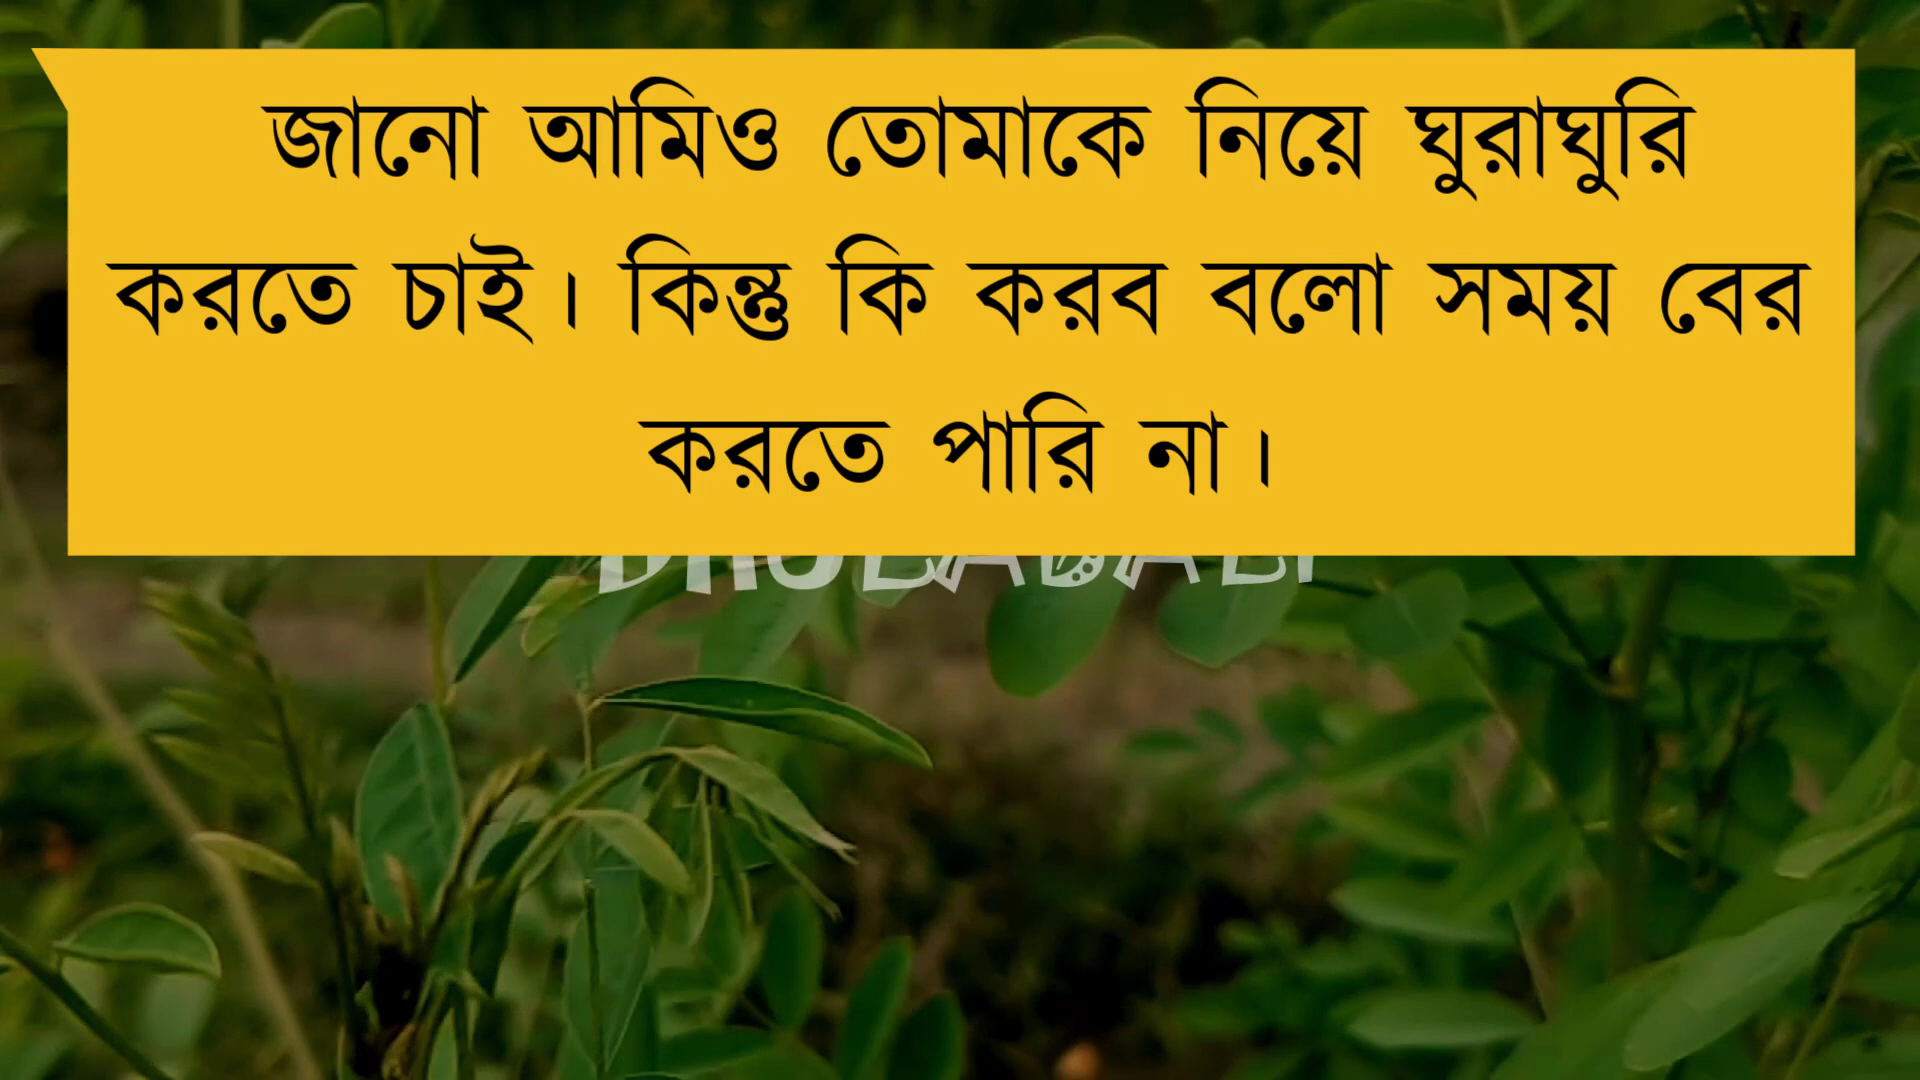 জানো আমিও তোমাকে নিয়ে ঘুরাঘুরি
করতে চাই। কিন্তু কি করব বলো সময় বের
করতে পারি না।